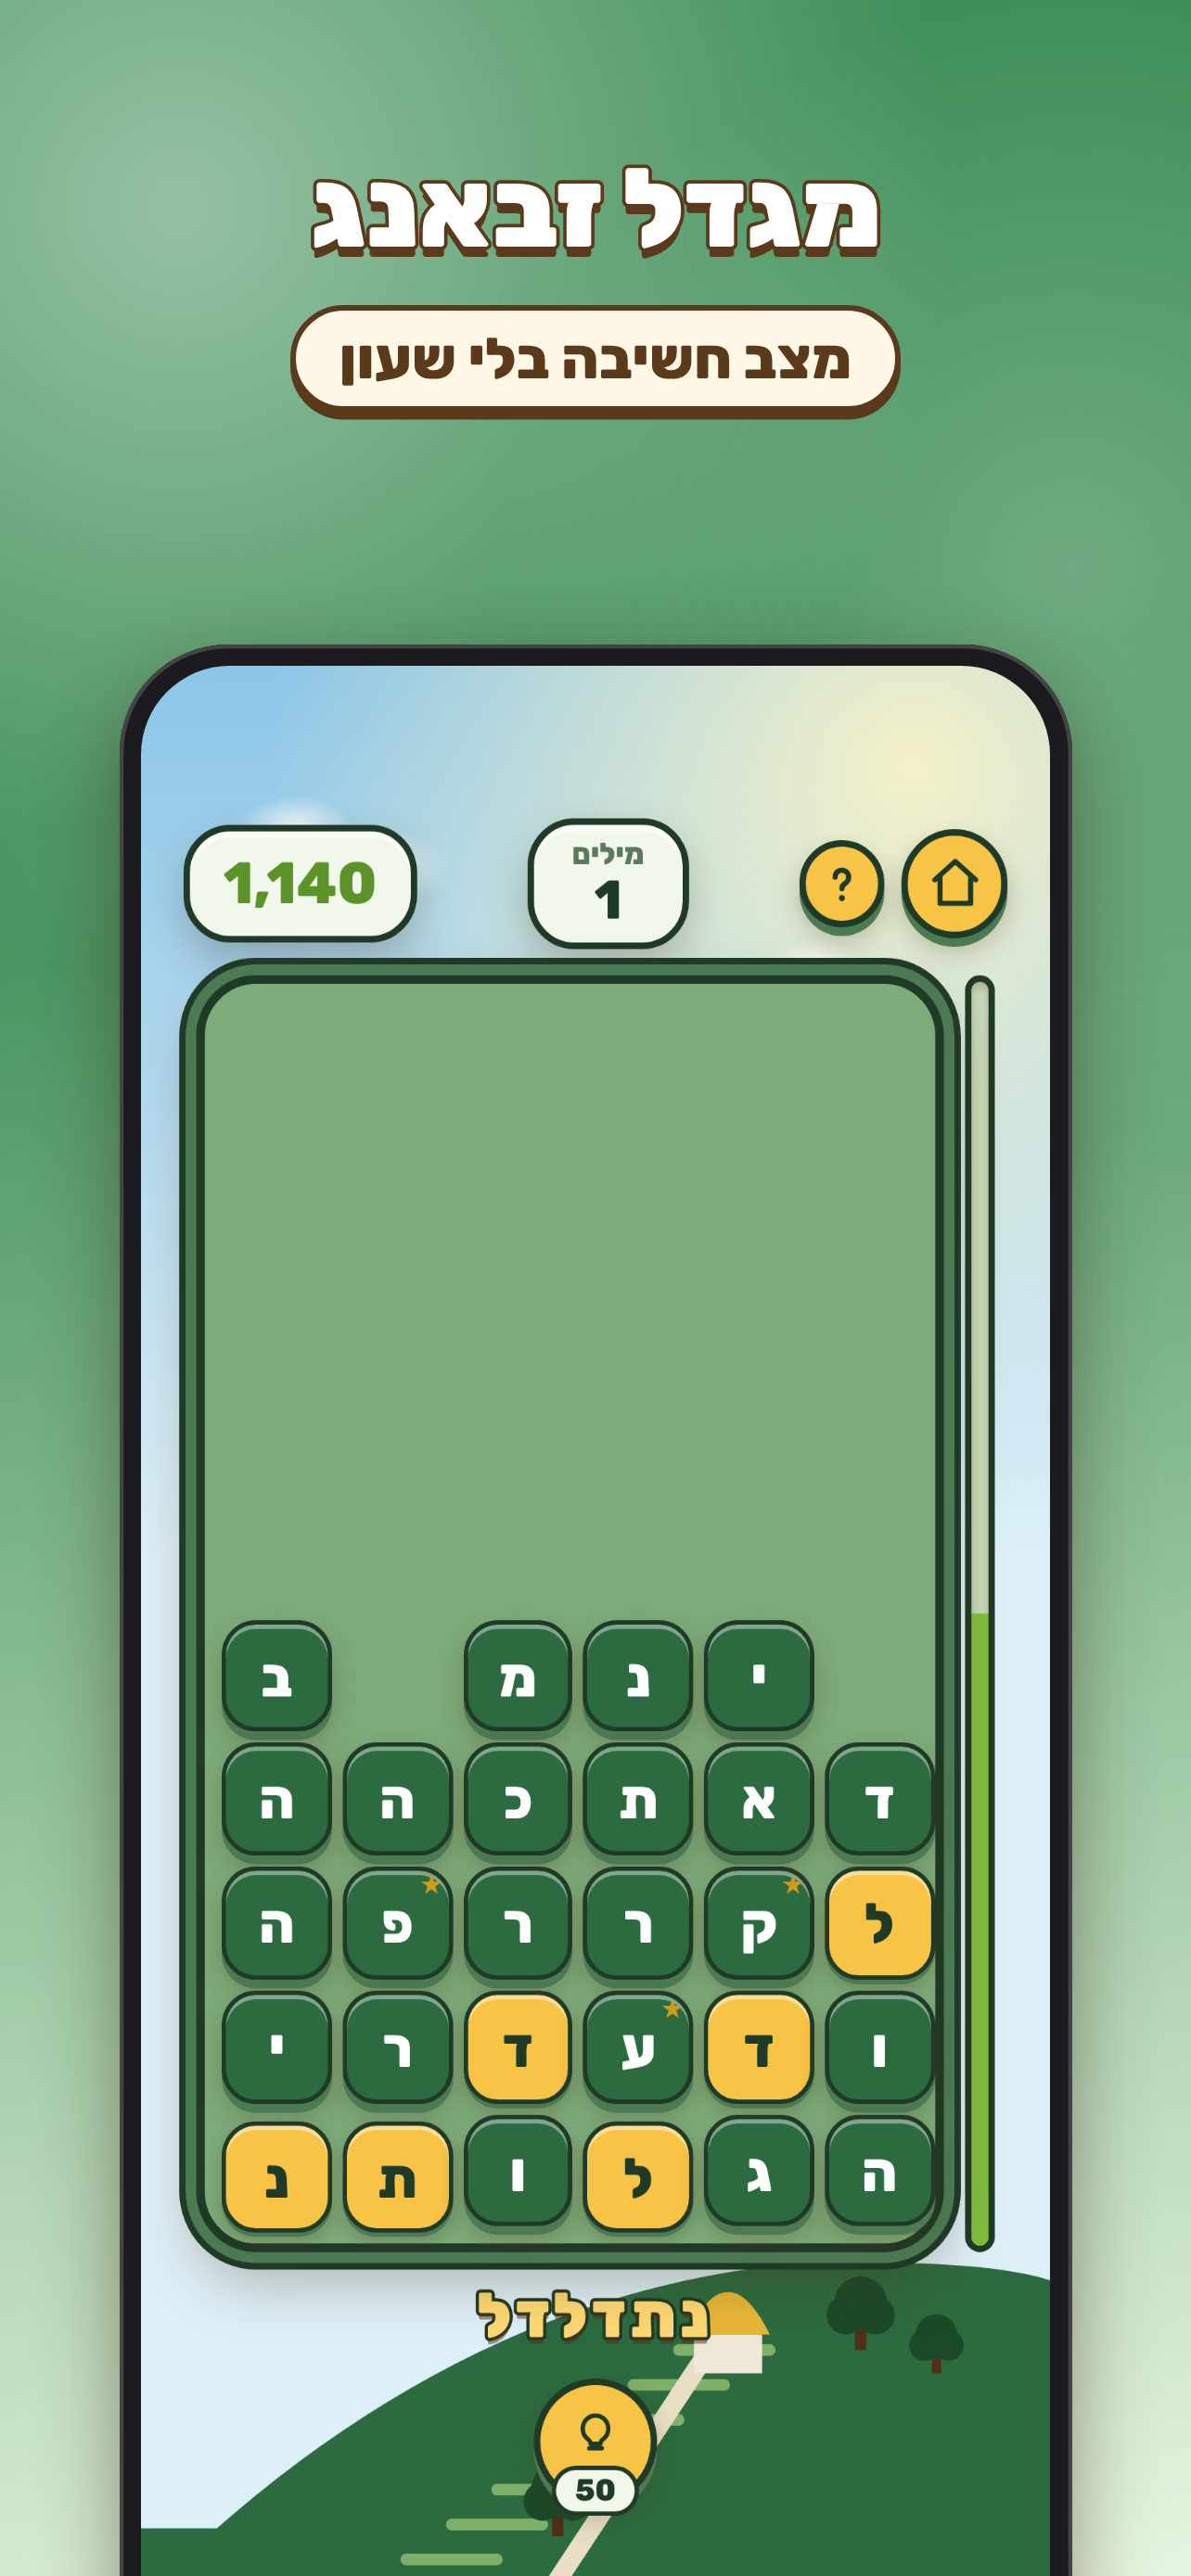 מגדל זבאנג
מצב חשיבה בלי שעון
? מילים 1,140
1
י נ מ ב
ד א ת כ ה ה
ל ק ר ר פ ה
ו ד ע ד ר י
ה ג ל ו ת נ
נתדלדל
50